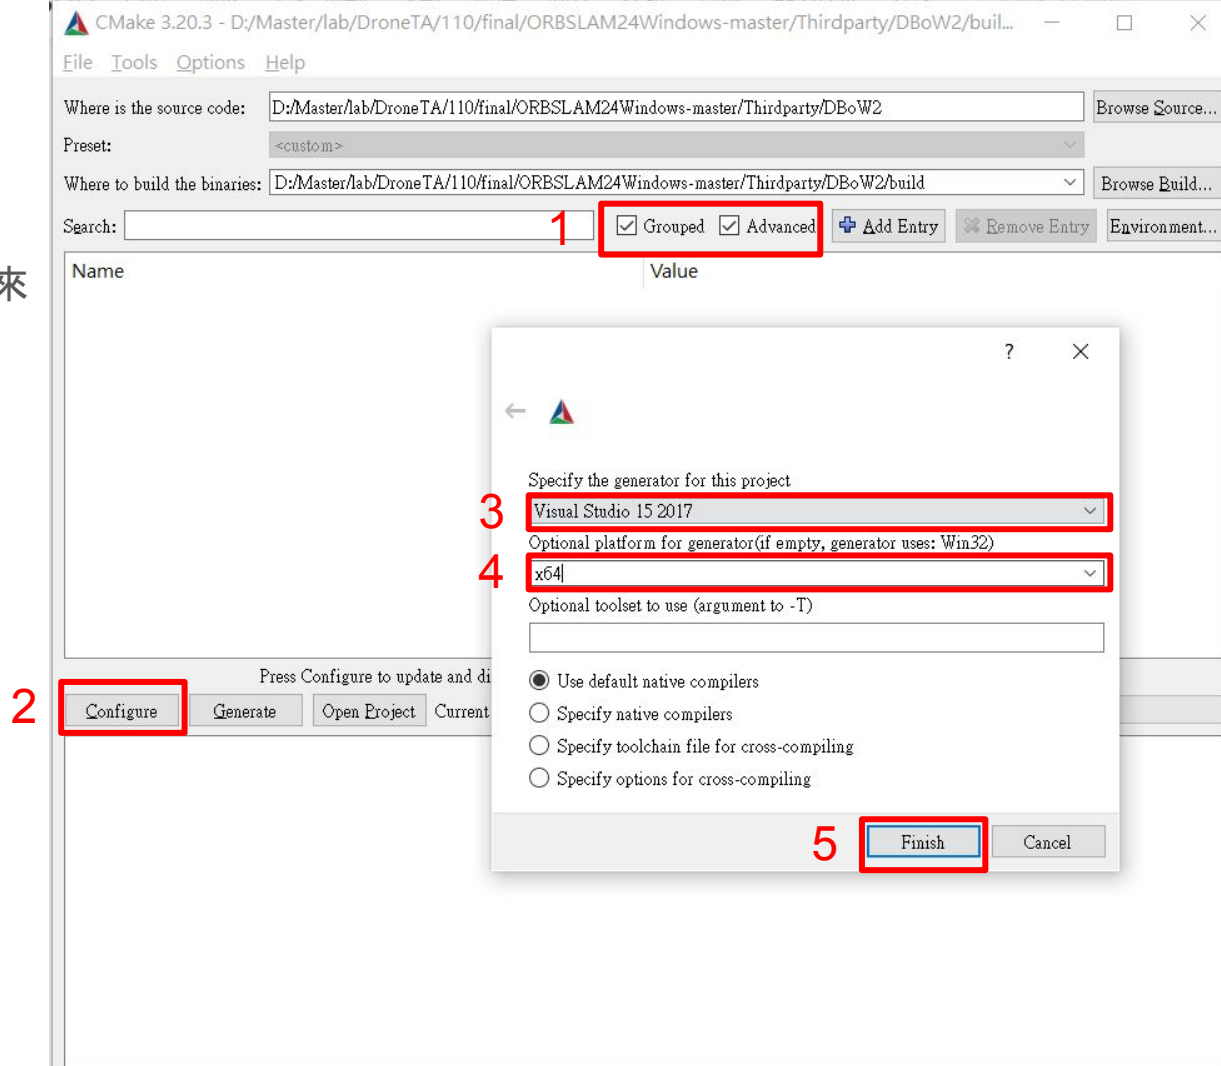 CMake 3.20.3 - D:/Master/lab/DroneTA/110/final/ORBSLAM24Windows-master/Thirdparty/DBoW2/buil...
File Tools Options Help
Where is the source code: D:/Master/lab/DroneTA/110/final/ORBSLAM24Windows-master/Thirdparty/DBoW2 Browse Source...
Preset: <custom>
Where to build the binaries: D:/Master/lab/DroneTA/110/final/ORBSLAM24Windows-master/Thirdparty/DBoW2/build Browse Build...
Search: 1 Grouped Advanced Add Entry Remove Entry Environment...
來
Name Value
?
Specify the generator for this project
3 Visual Studio 15 2017
Optional platform for generator(if empty, generator uses: Win32)
4 x64
Optional toolset to use (argument to -T)
Press Configure to update and di
Use default native compilers
2 Configure Generate Open Project Current
Specify native compilers
Specify toolchain file for cross-compiling
Specify options for cross-compiling
5 Finish Cancel